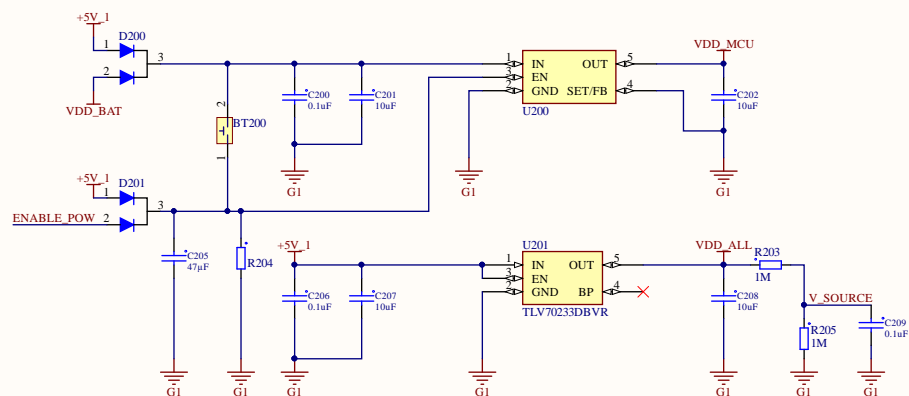 +5V_1
D200
1
3
2
VDD_BAT
C200
0.1uF
C201
10uF
G1
2
BT200
1
1 IN OUT 5
3 EN
2 GND SET/FB 4
U200
G1
VDD_MCU
C202
10uF
G1
+5V_1
D201
1
3
ENABLE_POW 2
C205
47µF
R204
G1
G1
+5V_1
C206
0.1uF
C207
10uF
G1
U201
1 IN OUT 5
3 EN
2 GND BP 4
TLV70233DBVR
G1
VDD_ALL
C208
10uF
G1
R203
1M
V_SOURCE
R205
1M
C209
0.1uF
G1
G1